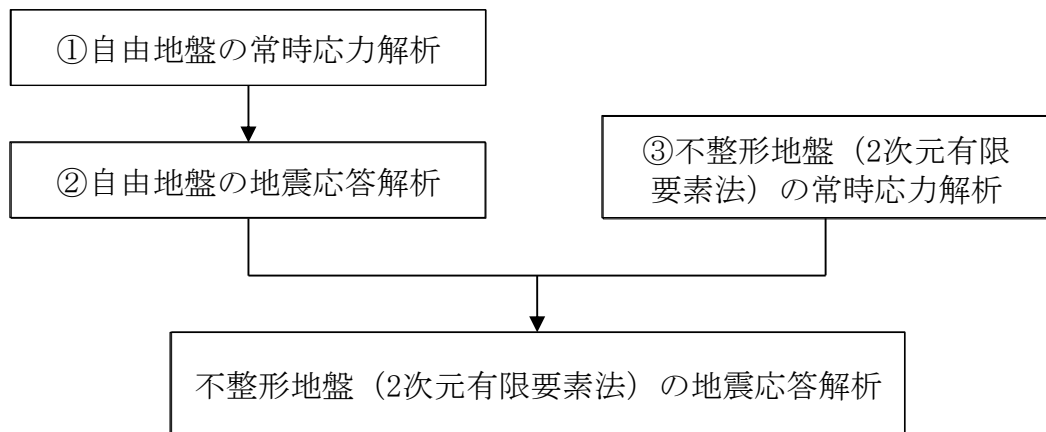 ①自由地盤の常時応力解析
②自由地盤の地震応答解析
③不整形地盤（2次元有限
要素法）の常時応力解析
不整形地盤（2次元有限要素法）の地震応答解析